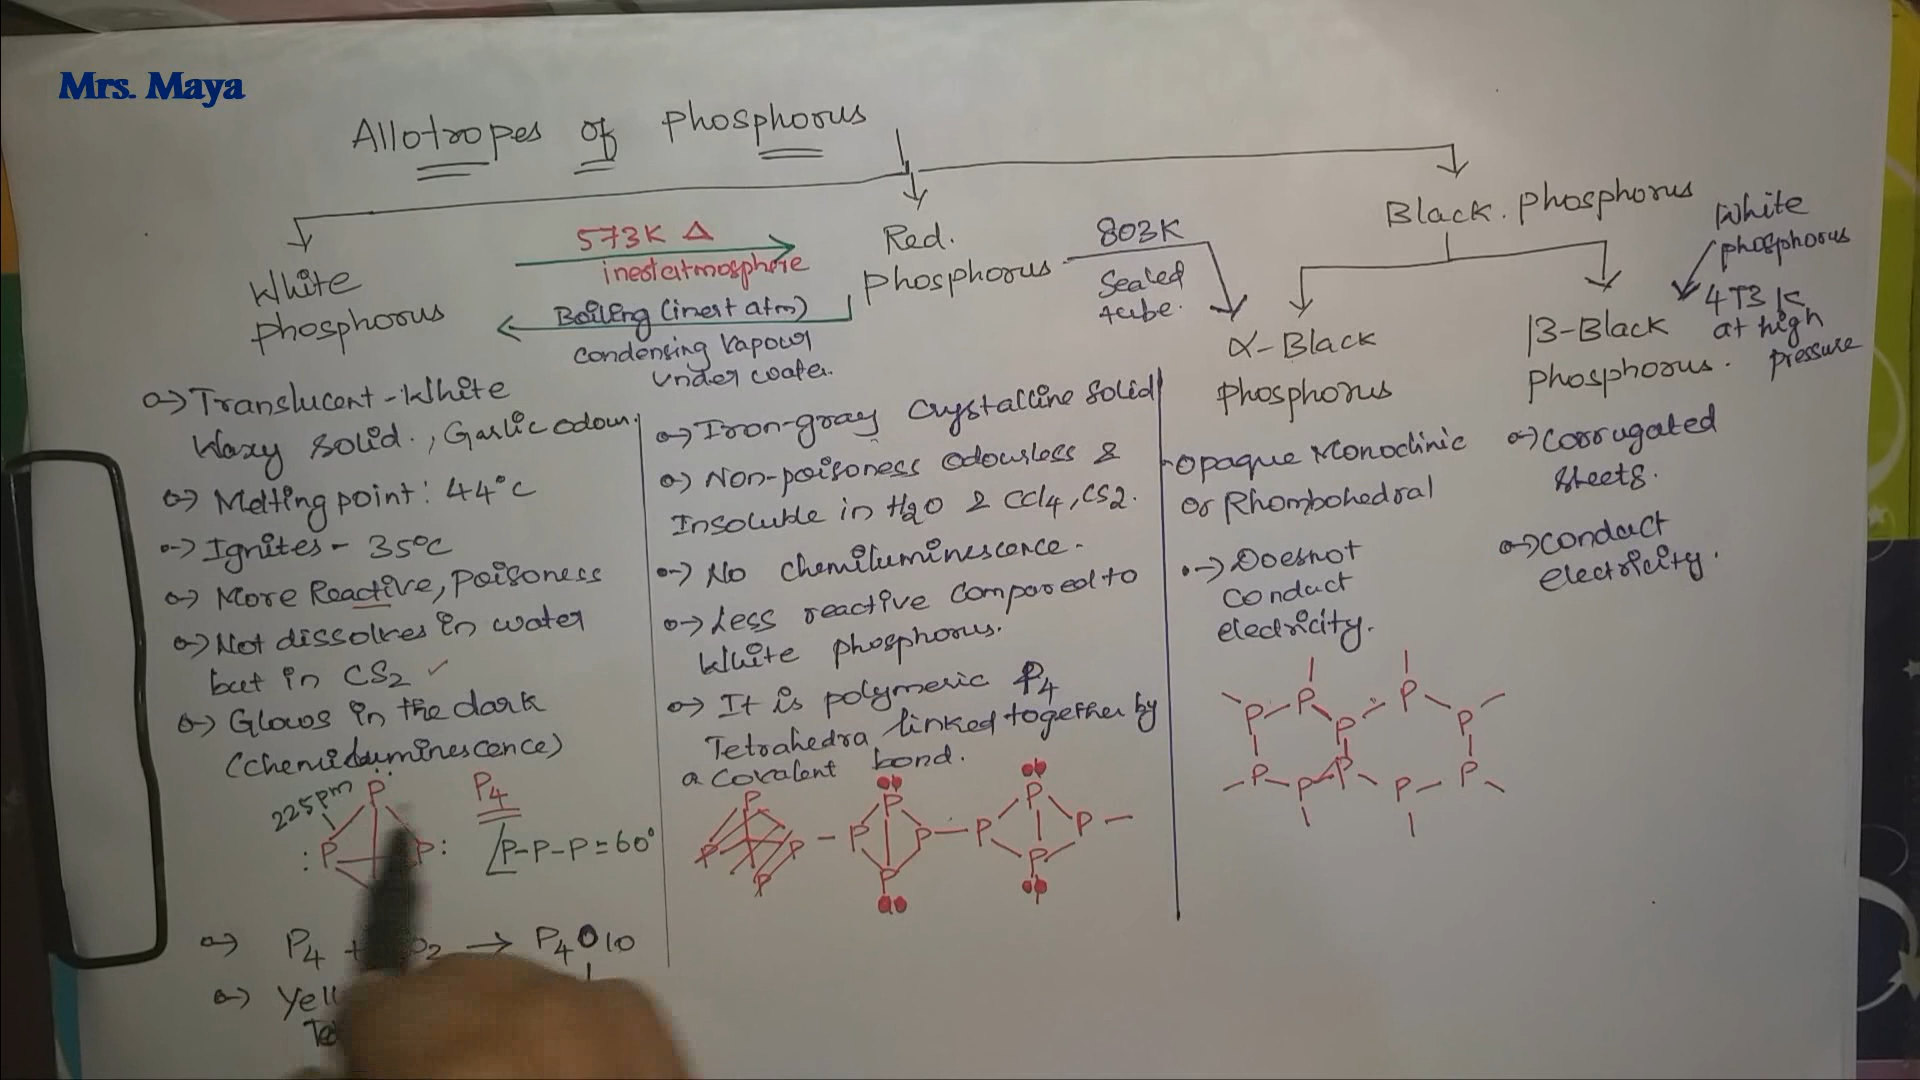 Mrs. Maya
Allotropes of phosphorus
White
phosphorus
573K Δ
inert atmosphere
Boiling (inert atm)
condensing vapour
under water.
Red.
phosphorus
803K
Sealed
tube.
Black. phosphorus
α-Black
phosphorus
β-Black
phosphorus.
White
phosphorus
473 K
at high
pressure
Translucent-White
Waxy solid., Garlic odour.
Melting point: 44°C
Ignites - 35°C
More Reactive, poisoness
Not dissolves in water
but in CS2
Glows in the dark
(chemiluminescence)
225pm
P
:P
P:
P4
P-P-P=60°
P4 + O2 → P4O10
Yell
Iron-gray crystalline solid
Non-poisoness odourless &
Insoluble in H2O & CCl4, CS2.
No chemiluminescence.
Less reactive compared to
White phosphorus.
It is polymeric P4
Tetrahedra linked together by
a covalent bond.
P P P P
P P P P
P P P P
opaque Monoclinic
or Rhombohedral
Does not
conduct
electricity.
corrugated
sheets.
conduct
electricity.
P P P P P
P P P P P